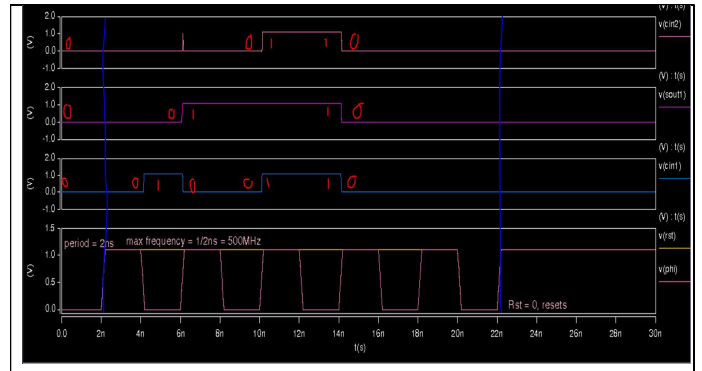 (V) : t(s)
2.0
v(cin2)
1.0
(V)
0.0
0 0 1 1 0
-1.0
(V) : t(s)
2.0
v(sout1)
1.0
(V)
0.0
0 0 1 1 0
-1.0
(V) : t(s)
2.0
v(cin1)
1.0
(V)
0.0
0 0 1 0 0 1 1 0
-1.0
(V) : t(s)
1.5
v(rst)
period = 2ns max frequency = 1/2ns = 500MHz
1.0
v(phi)
(V)
0.5
Rst = 0, resets
0.0
0.0 2n 4n 6n 8n 10n 12n 14n 16n 18n 20n 22n 24n 26n 28n 30n
t(s)